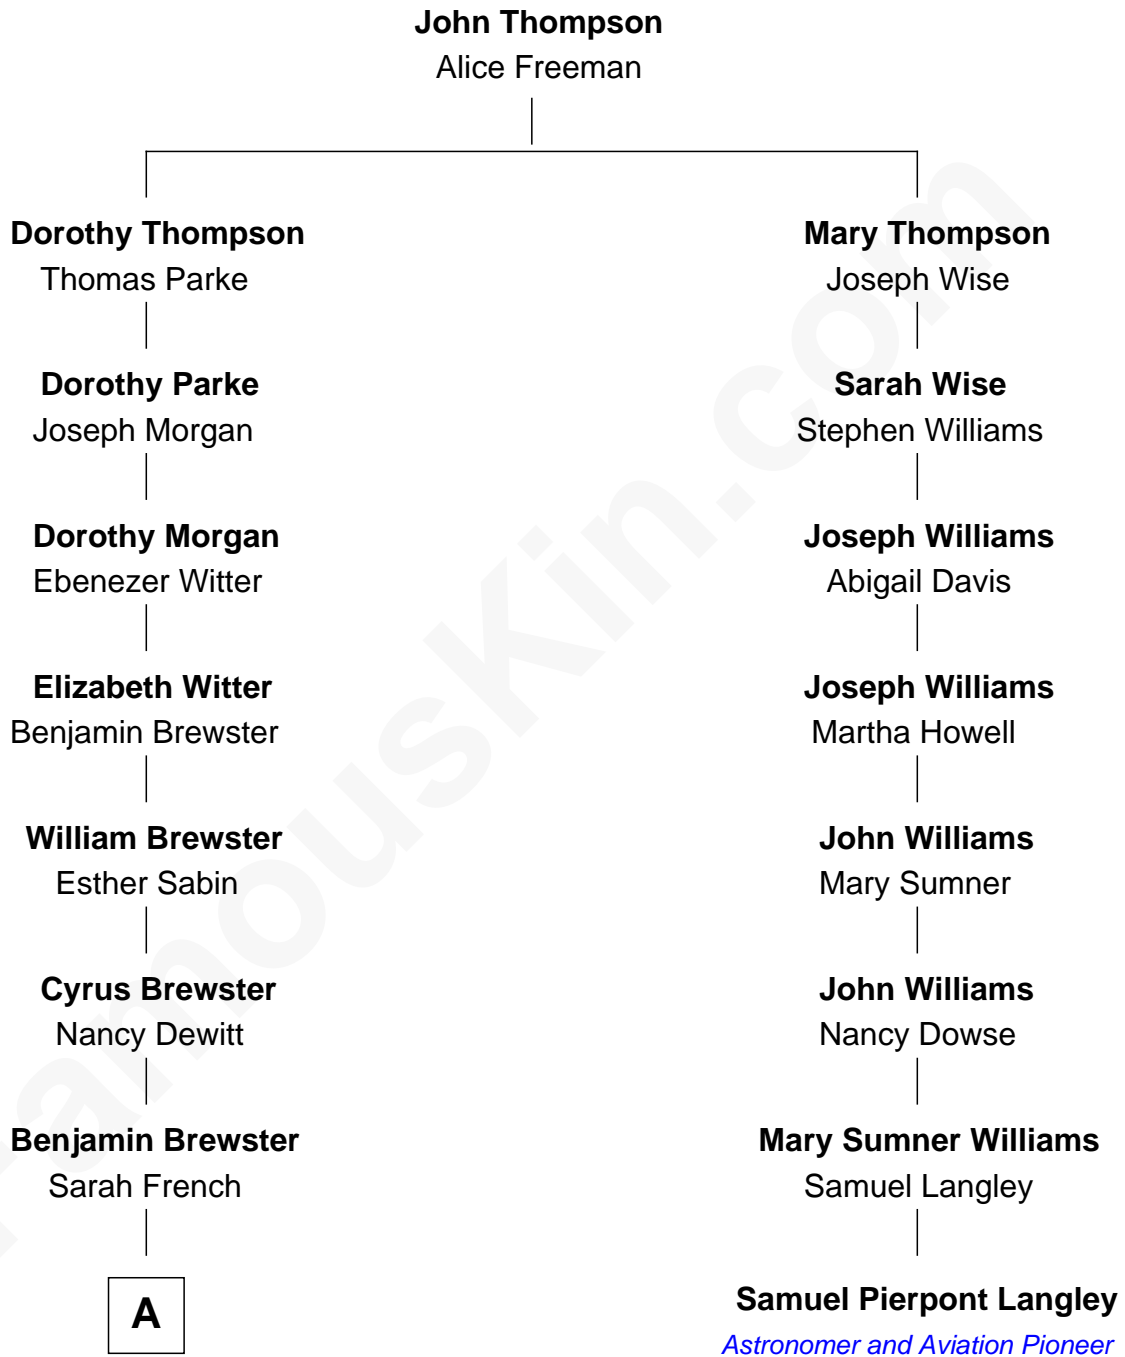 John Thompson
Alice Freeman
Dorothy Thompson
Thomas Parke
Mary Thompson
Joseph Wise
Dorothy Parke
Joseph Morgan
Sarah Wise
Stephen Williams
Dorothy Morgan
Ebenezer Witter
Joseph Williams
Abigail Davis
Elizabeth Witter
Benjamin Brewster
Joseph Williams
Martha Howell
William Brewster
Esther Sabin
John Williams
Mary Sumner
Cyrus Brewster
Nancy Dewitt
John Williams
Nancy Dowse
Benjamin Brewster
Sarah French
Mary Sumner Williams
Samuel Langley
A
Samuel Pierpont Langley
Astronomer and Aviation Pioneer
FamousKin.com